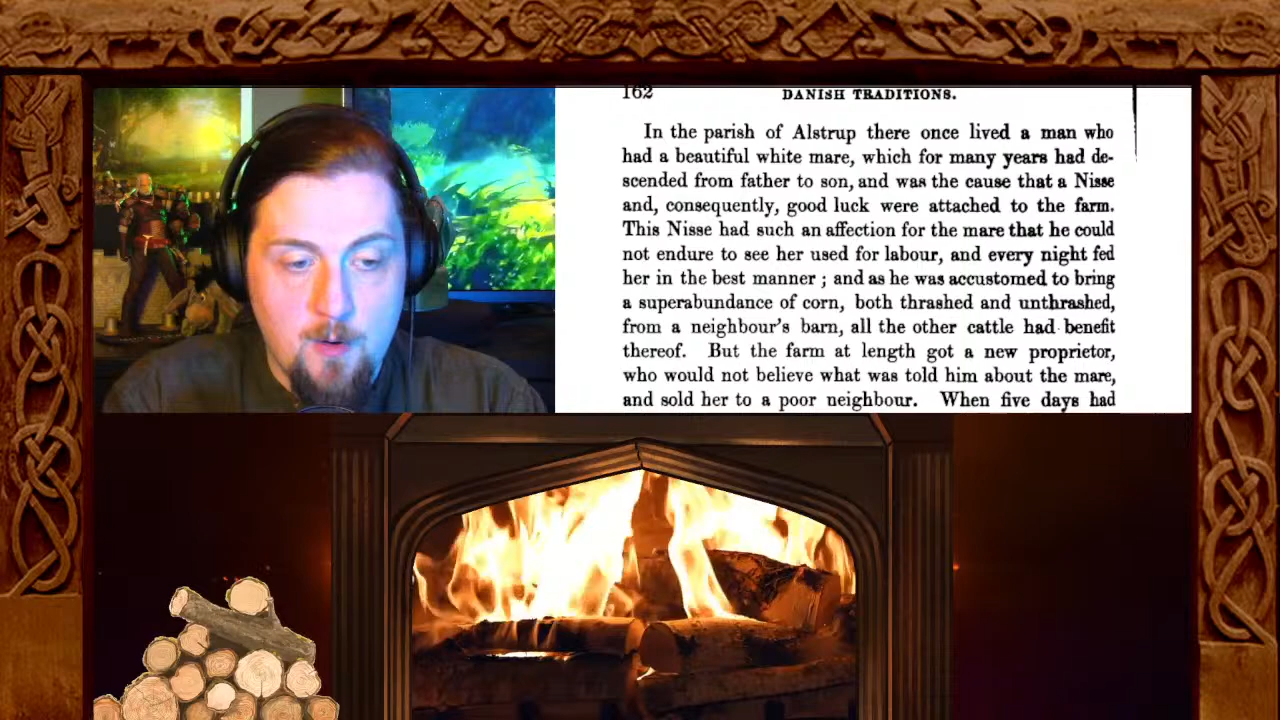 162 DANISH TRADITIONS.
In the parish of Alstrup there once lived a man who
had a beautiful white mare, which for many years had de-
scended from father to son, and was the cause that a Nisse
and, consequently, good luck were attached to the farm.
This Nisse had such an affection for the mare that he could
not endure to see her used for labour, and every night fed
her in the best manner ; and as he was accustomed to bring
a superabundance of corn, both thrashed and unthrashed,
from a neighbour's barn, all the other cattle had benefit
thereof. But the farm at length got a new proprietor,
who would not believe what was told him about the mare,
and sold her to a poor neighbour. When five days had